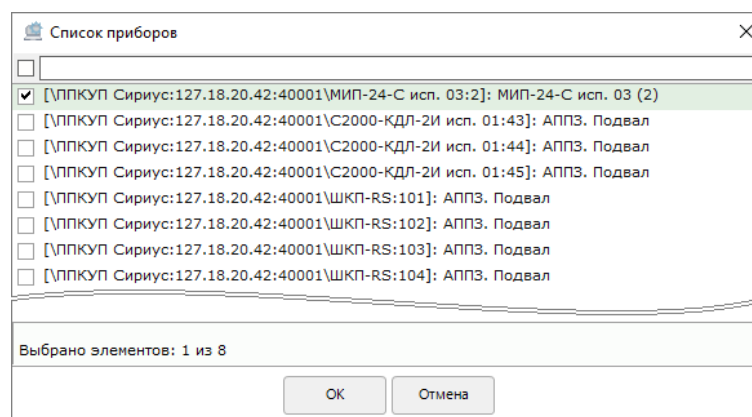 Список приборов
[\ППКУП Сириус:127.18.20.42:40001\МИП-24-С исп. 03:2]: МИП-24-С исп. 03 (2)
[\ППКУП Сириус:127.18.20.42:40001\С2000-КДЛ-2И исп. 01:43]: АППЗ. Подвал
[\ППКУП Сириус:127.18.20.42:40001\С2000-КДЛ-2И исп. 01:44]: АППЗ. Подвал
[\ППКУП Сириус:127.18.20.42:40001\С2000-КДЛ-2И исп. 01:45]: АППЗ. Подвал
[\ППКУП Сириус:127.18.20.42:40001\ШКП-RS:101]: АППЗ. Подвал
[\ППКУП Сириус:127.18.20.42:40001\ШКП-RS:102]: АППЗ. Подвал
[\ППКУП Сириус:127.18.20.42:40001\ШКП-RS:103]: АППЗ. Подвал
[\ППКУП Сириус:127.18.20.42:40001\ШКП-RS:104]: АППЗ. Подвал
Выбрано элементов: 1 из 8
ОК Отмена